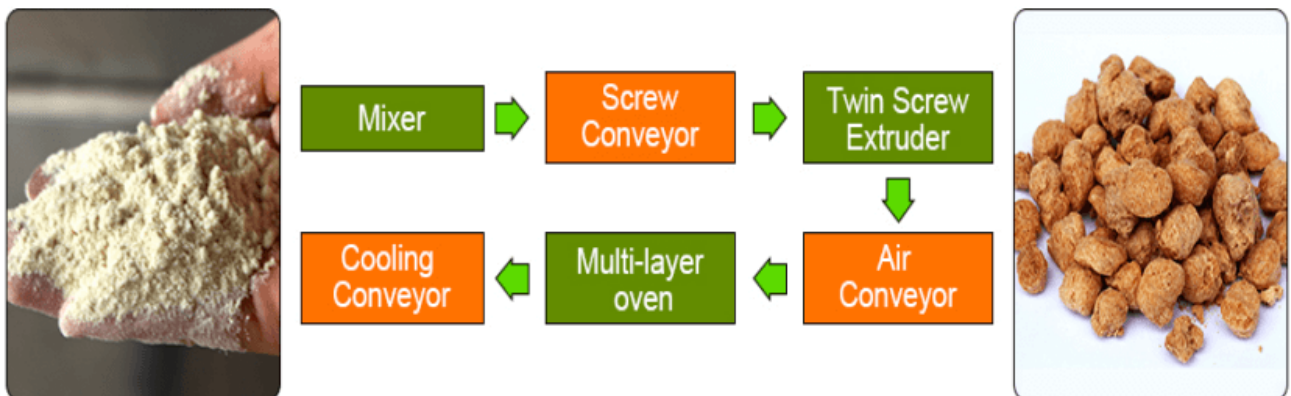 Mixer
Screw
Conveyor
Twin Screw
Extruder
Air
Conveyor
Multi-layer
oven
Cooling
Conveyor